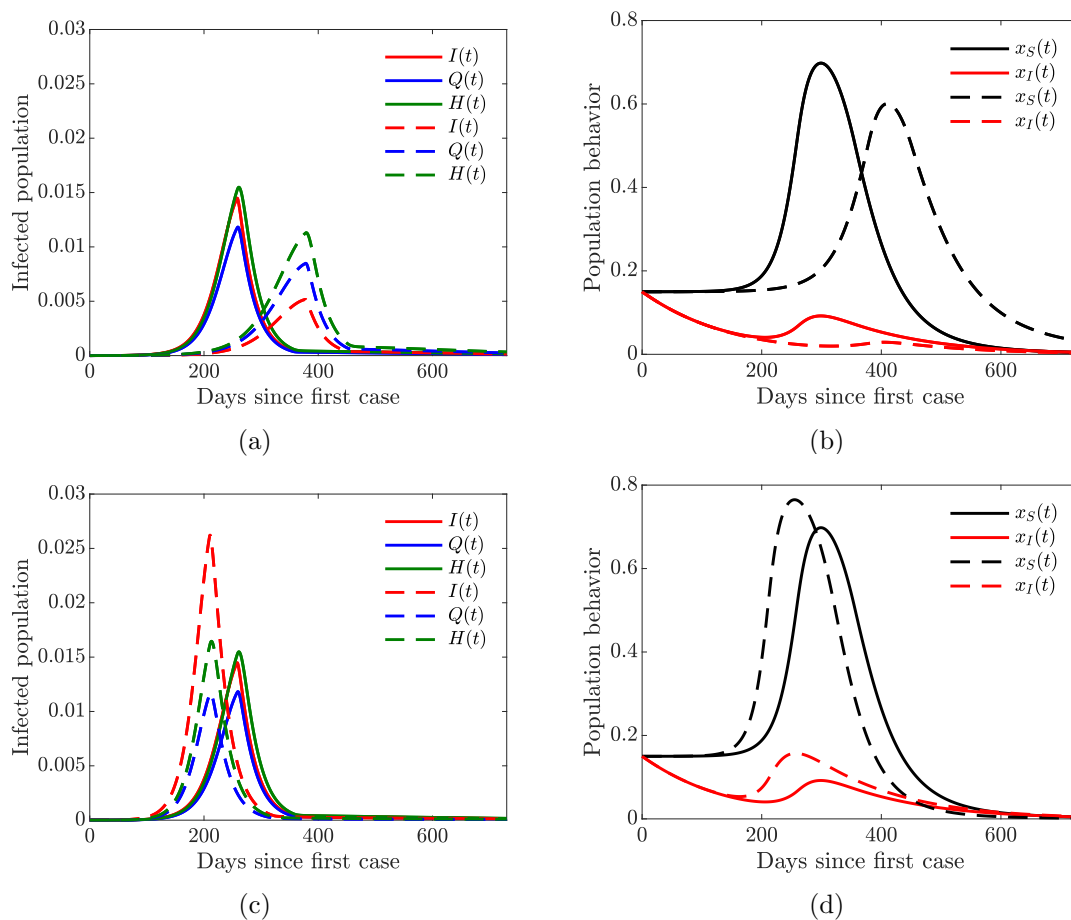 0.03
0.025
0.02
0.015
0.01
0.005
0
Infected population
I(t)
Q(t)
H(t)
I(t)
Q(t)
H(t)
0 200 400 600
Days since first case
(a)
0.8
0.6
0.4
0.2
0
Population behavior
x_S(t)
x_I(t)
x_S(t)
x_I(t)
0 200 400 600
Days since first case
(b)
0.03
0.025
0.02
0.015
0.01
0.005
0
Infected population
I(t)
Q(t)
H(t)
I(t)
Q(t)
H(t)
0 200 400 600
Days since first case
(c)
0.8
0.6
0.4
0.2
0
Population behavior
x_S(t)
x_I(t)
x_S(t)
x_I(t)
0 200 400 600
Days since first case
(d)